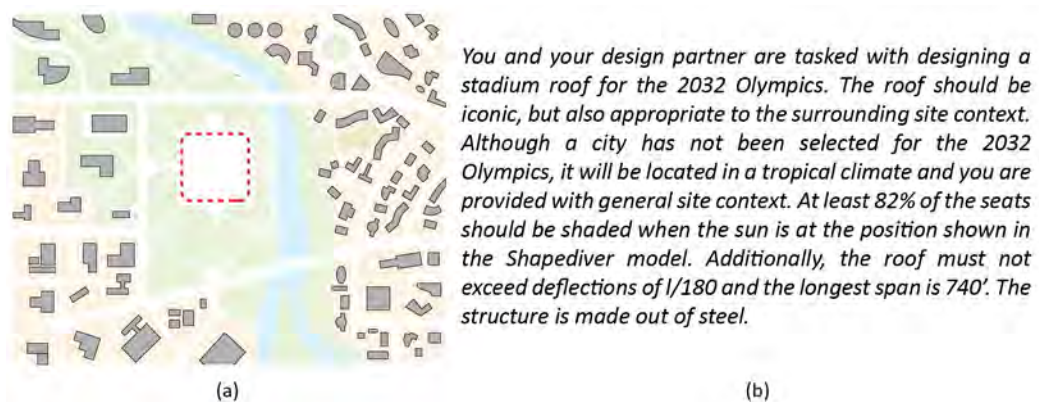 You and your design partner are tasked with designing a
stadium roof for the 2032 Olympics. The roof should be
iconic, but also appropriate to the surrounding site context.
Although a city has not been selected for the 2032
Olympics, it will be located in a tropical climate and you are
provided with general site context. At least 82% of the seats
should be shaded when the sun is at the position shown in
the Shapediver model. Additionally, the roof must not
exceed deflections of l/180 and the longest span is 740’. The
structure is made out of steel.
(a)
(b)